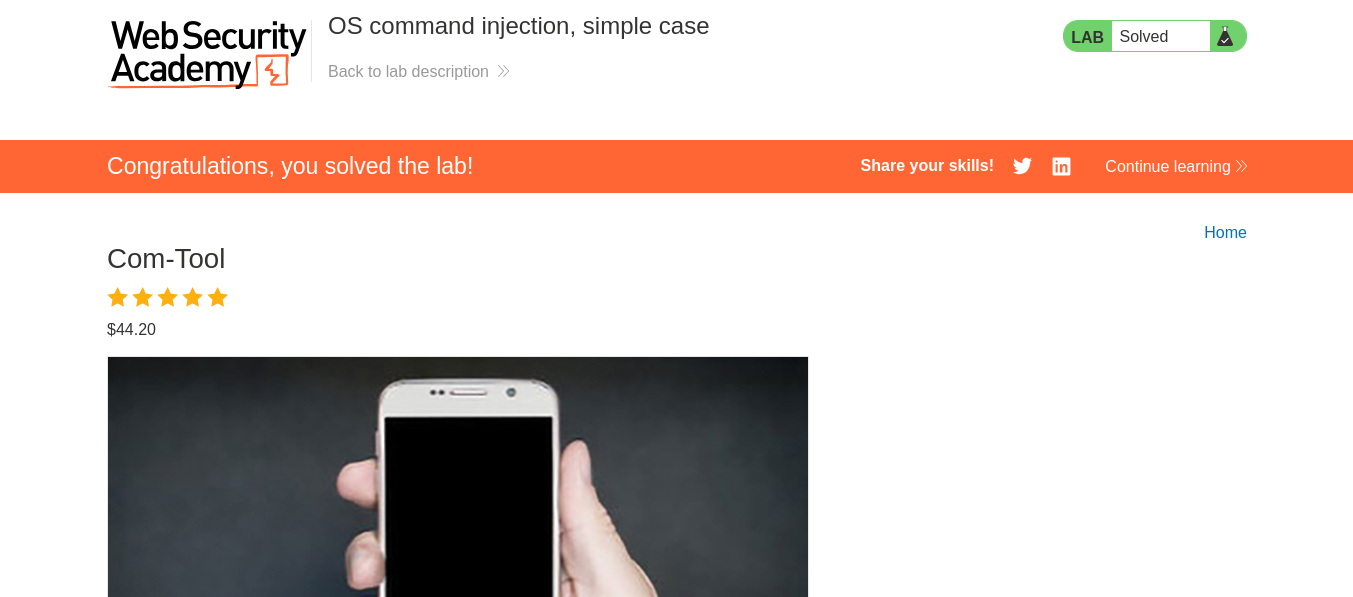 Web Security
Academy
OS command injection, simple case
Back to lab description
LAB Solved
Congratulations, you solved the lab!
Share your skills!
in
Continue learning
Home
Com-Tool
$44.20